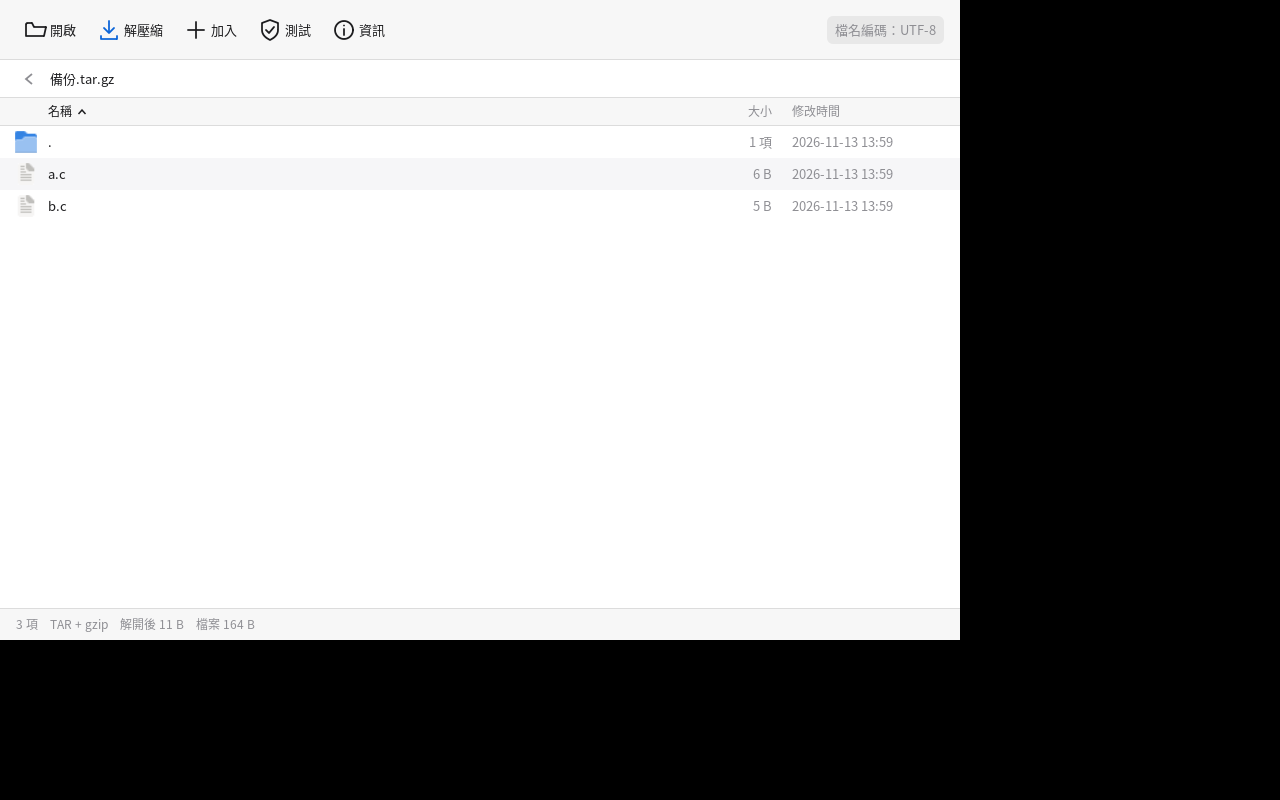 開啟 解壓縮 加入 測試 資訊 檔名編碼：UTF-8
備份.tar.gz
名稱 大小 修改時間
. 1 項 2026-11-13 13:59
a.c 6 B 2026-11-13 13:59
b.c 5 B 2026-11-13 13:59
3 項 TAR + gzip 解開後 11 B 檔案 164 B